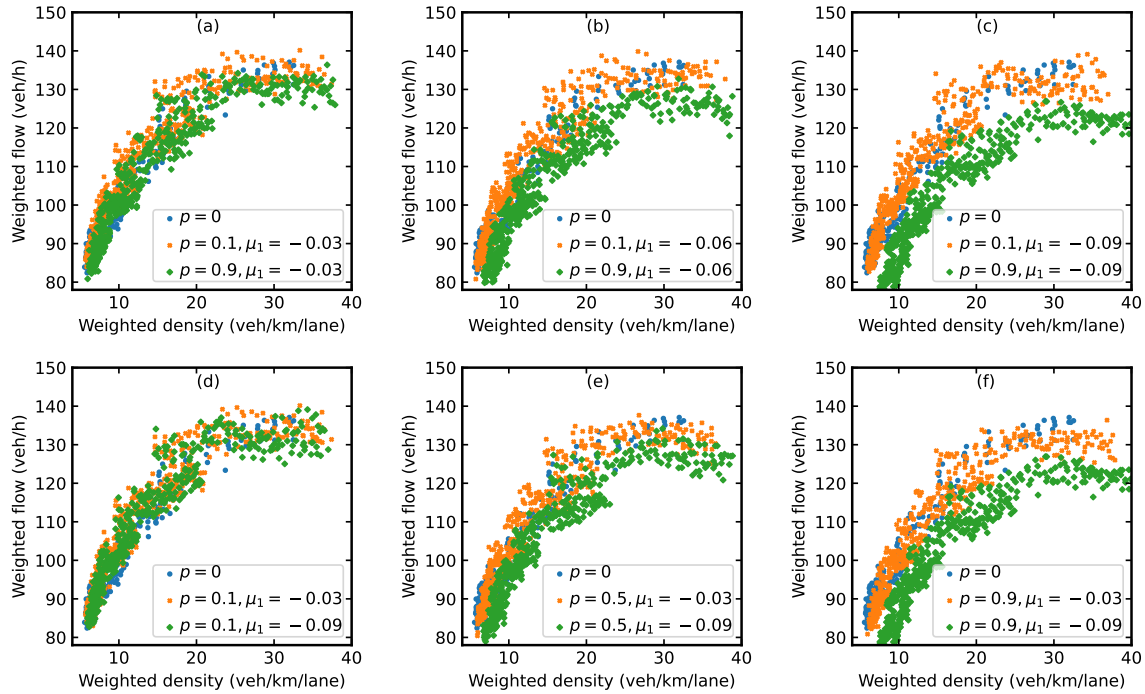 (a)
150
140
130
120
110
100
90
80
Weighted flow (veh/h)
p = 0
p = 0.1, μ1 = −0.03
p = 0.9, μ1 = −0.03
10 20 30 40
Weighted density (veh/km/lane)
(b)
150
140
130
120
110
100
90
80
Weighted flow (veh/h)
p = 0
p = 0.1, μ1 = −0.06
p = 0.9, μ1 = −0.06
10 20 30 40
Weighted density (veh/km/lane)
(c)
150
140
130
120
110
100
90
80
Weighted flow (veh/h)
p = 0
p = 0.1, μ1 = −0.09
p = 0.9, μ1 = −0.09
10 20 30 40
Weighted density (veh/km/lane)
(d)
150
140
130
120
110
100
90
80
Weighted flow (veh/h)
p = 0
p = 0.1, μ1 = −0.03
p = 0.1, μ1 = −0.09
10 20 30 40
Weighted density (veh/km/lane)
(e)
150
140
130
120
110
100
90
80
Weighted flow (veh/h)
p = 0
p = 0.5, μ1 = −0.03
p = 0.5, μ1 = −0.09
10 20 30 40
Weighted density (veh/km/lane)
(f)
150
140
130
120
110
100
90
80
Weighted flow (veh/h)
p = 0
p = 0.9, μ1 = −0.03
p = 0.9, μ1 = −0.09
10 20 30 40
Weighted density (veh/km/lane)